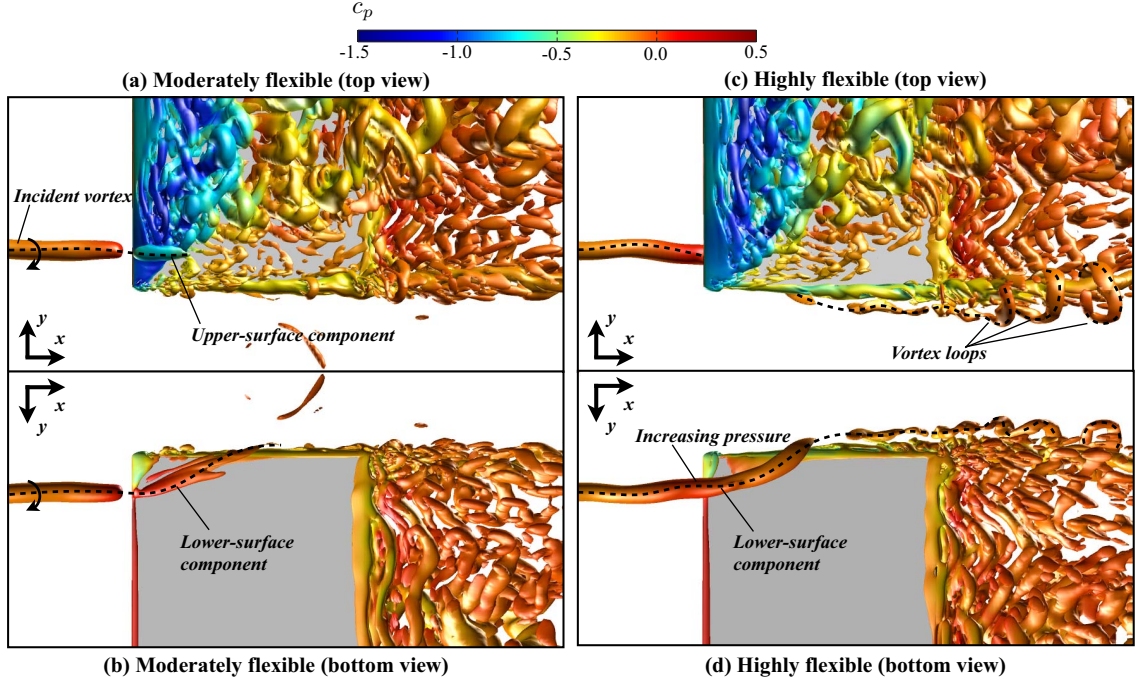 c_p
-1.5 -1.0 -0.5 0.0 0.5
(a) Moderately flexible (top view)
(c) Highly flexible (top view)
Incident vortex
Upper-surface component
y
x
Vortex loops
y
x
x
y
Lower-surface
component
x
y
Increasing pressure
Lower-surface
component
(b) Moderately flexible (bottom view)
(d) Highly flexible (bottom view)